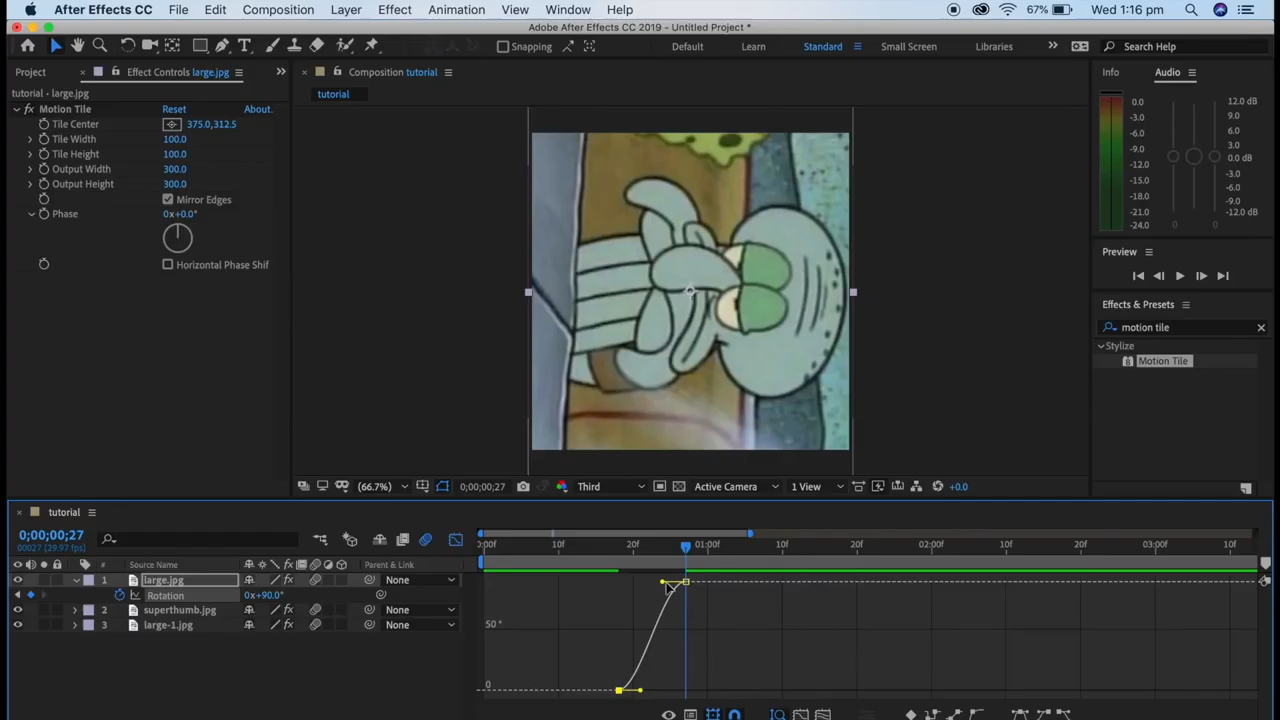 After Effects CC File Edit Composition Layer Effect Animation View Window Help 67% Wed 1:16 pm
Adobe After Effects CC 2019 - Untitled Project *
Snapping Default Learn Standard Small Screen Libraries Search Help
Project Effect Controls large.jpg Composition tutorial Info Audio
tutorial • large.jpg tutorial
fx Motion Tile Reset About.
Tile Center 375.0,312.5
Tile Width 100.0
Tile Height 100.0
Output Width 300.0
Output Height 300.0
Mirror Edges
Phase 0x+0.0°
Horizontal Phase Shif
0.0
-3.0
-6.0
-9.0
-12.0
-15.0
-18.0
-21.0
-24.0
12.0 dB
9.0
6.0
3.0
0.0 dB
-3.0
-6.0
-9.0
-12.0 dB
Preview
Effects & Presets
motion tile
Stylize
Motion Tile
(66.7%) 0;00;00;27 Third Active Camera 1 View +0.0
tutorial
0;00;00;27
00027 (29.97 fps)
0:00f 10f 20f 01:00f 10f 20f 02:00f 10f 20f 03:00f 10f
# Source Name Parent & Link
1 large.jpg fx None
Rotation 0x+90.0°
2 superthumb.jpg fx None
3 large-1.jpg fx None
50 °
0